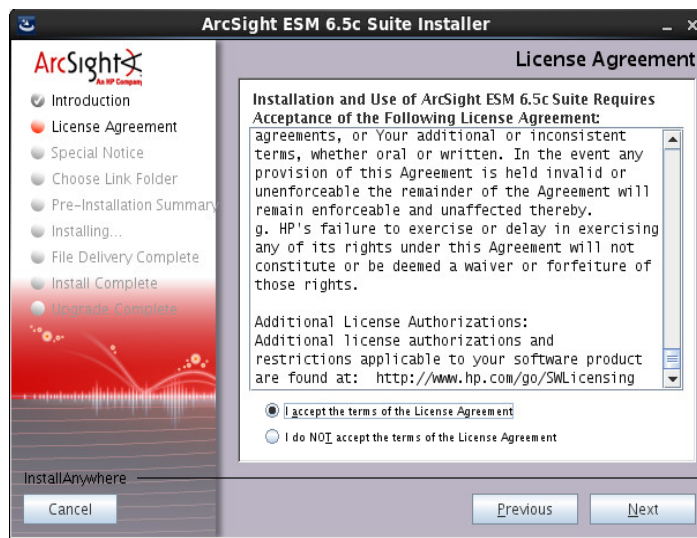 ArcSight ESM 6.5c Suite Installer
ArcSight
An HP Company
License Agreement
Introduction
License Agreement
Special Notice
Choose Link Folder
Pre-Installation Summary
Installing...
File Delivery Complete
Install Complete
Upgrade Complete
Installation and Use of ArcSight ESM 6.5c Suite Requires
Acceptance of the Following License Agreement:
agreements, or Your additional or inconsistent
terms, whether oral or written. In the event any
provision of this Agreement is held invalid or
unenforceable the remainder of the Agreement will
remain enforceable and unaffected thereby.
g. HP's failure to exercise or delay in exercising
any of its rights under this Agreement will not
constitute or be deemed a waiver or forfeiture of
those rights.
Additional License Authorizations:
Additional license authorizations and
restrictions applicable to your software product
are found at:  http://www.hp.com/go/SWLicensing
I accept the terms of the License Agreement
I do NOT accept the terms of the License Agreement
InstallAnywhere
Cancel
Previous
Next